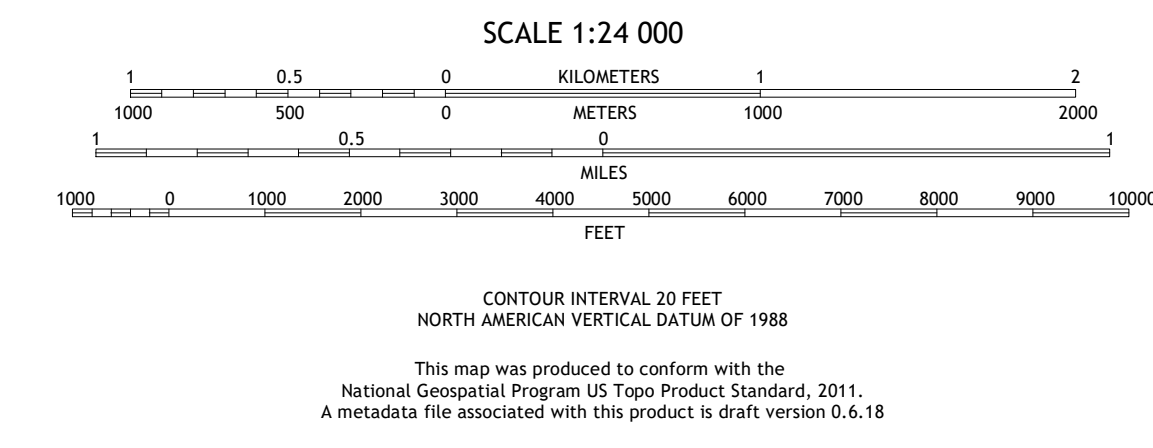 SCALE 1:24 000
1 0.5 0 KILOMETERS 1 2
1000 500 0 METERS 1000 2000
1 0.5 0 1
MILES
1000 0 1000 2000 3000 4000 5000 6000 7000 8000 9000 10000
FEET
CONTOUR INTERVAL 20 FEET
NORTH AMERICAN VERTICAL DATUM OF 1988
This map was produced to conform with the
National Geospatial Program US Topo Product Standard, 2011.
A metadata file associated with this product is draft version 0.6.18